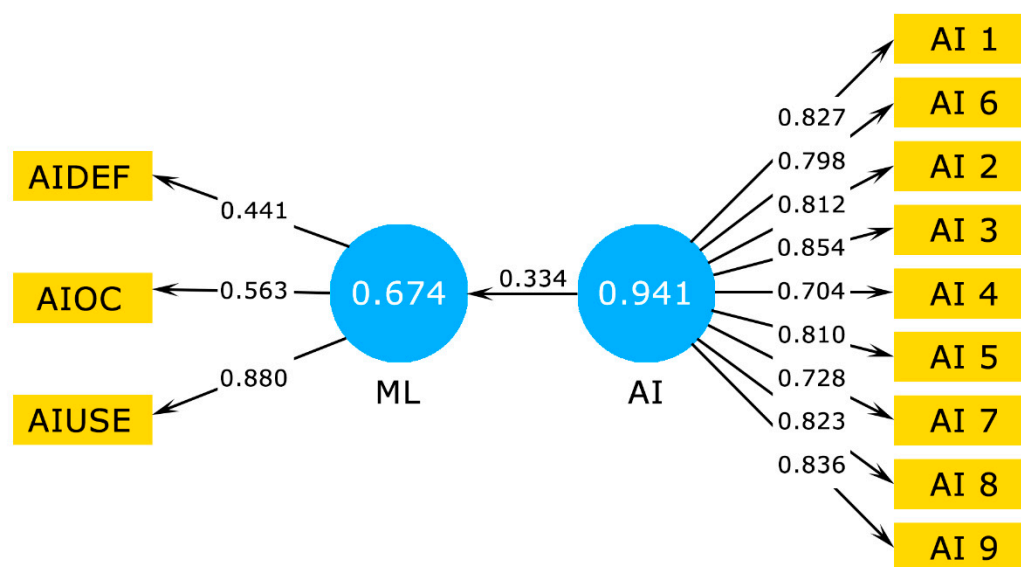 AI 1
0.827
AI 6
0.798
AI 2
AIDEF
0.441
0.812
AI 3
0.854
AIOC
0.563
0.674
0.334
0.941
0.704
AI 4
0.810
AI 5
0.880
ML
AI
0.728
AIUSE
0.823
AI 7
0.836
AI 8
AI 9